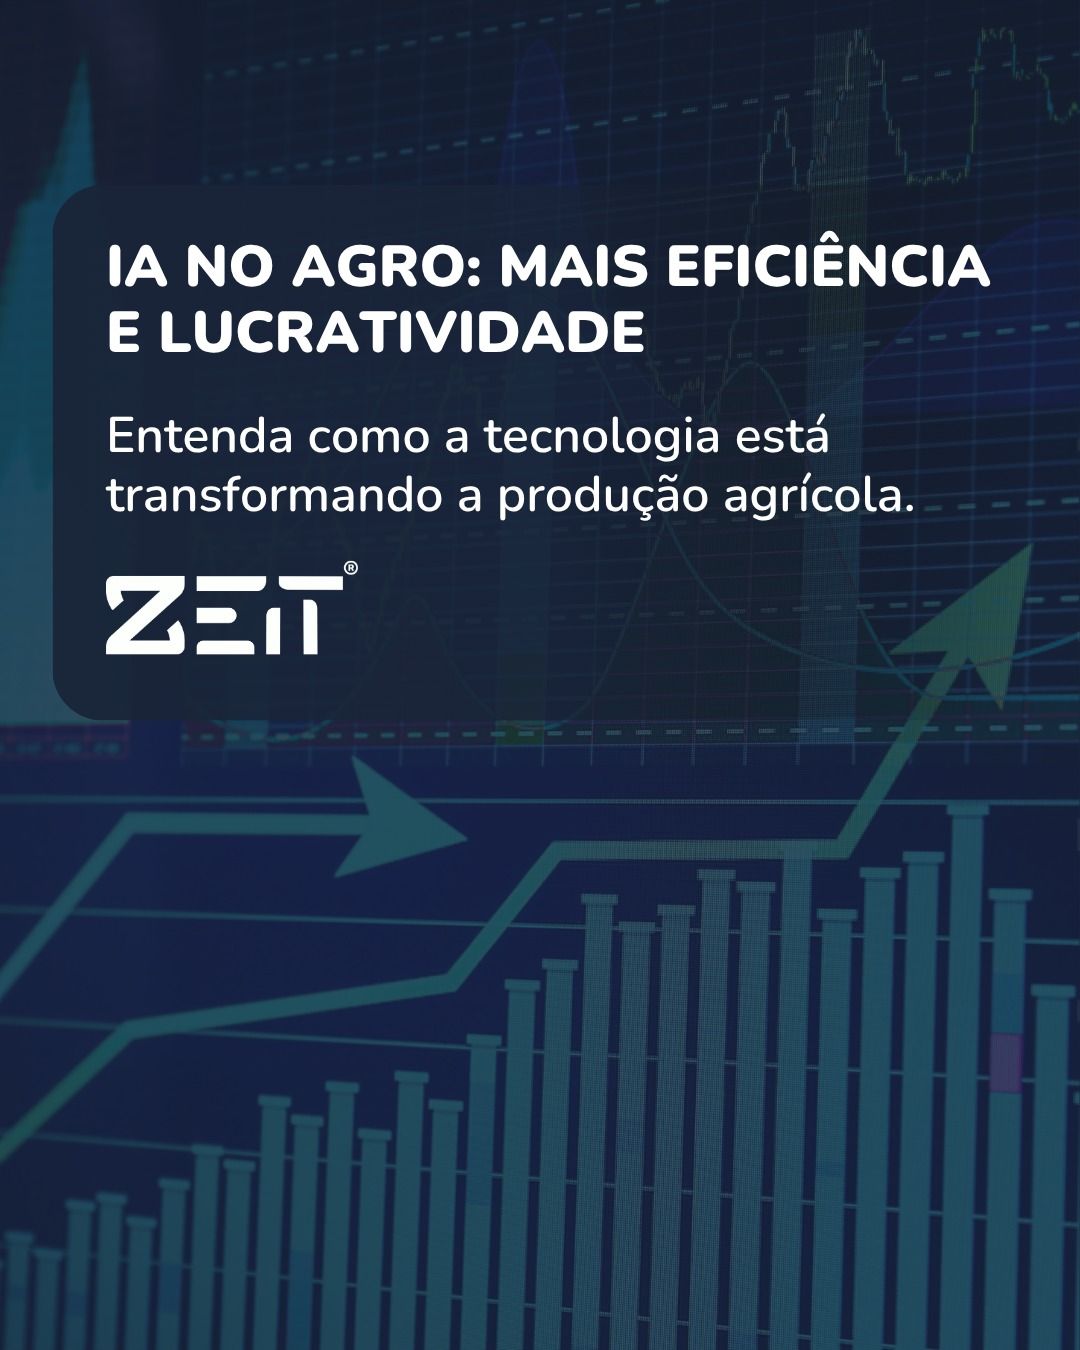 IA NO AGRO: MAIS EFICIÊNCIA
E LUCRATIVIDADE
Entenda como a tecnologia está
transformando a produção agrícola.
ZEIT®